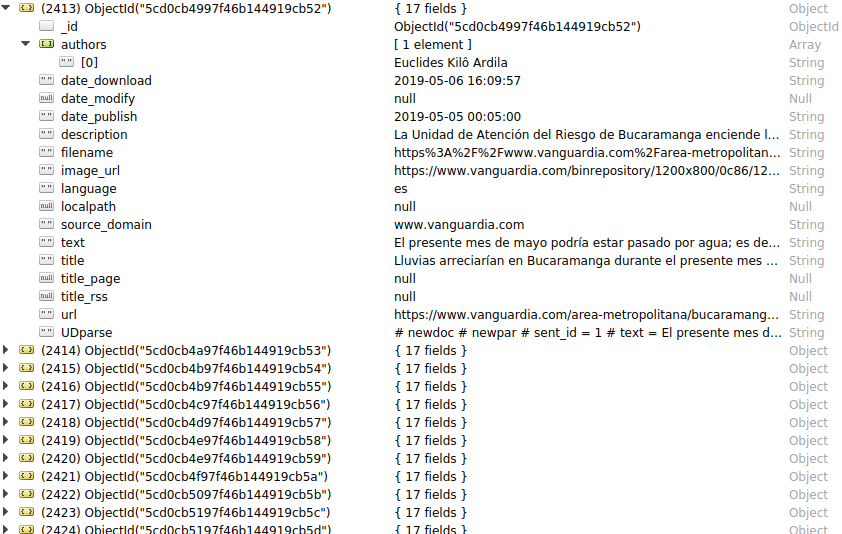 (2413) ObjectId("5cd0cb4997f46b144919cb52") { 17 fields } Object
_id ObjectId("5cd0cb4997f46b144919cb52") ObjectId
authors [ 1 element ] Array
" " [0] Euclides Kilô Ardila String
" " date_download 2019-05-06 16:09:57 String
null date_modify null Null
" " date_publish 2019-05-05 00:05:00 String
" " description La Unidad de Atención del Riesgo de Bucaramanga enciende l... String
" " filename https%3A%2F%2Fwww.vanguardia.com%2Farea-metropolitan... String
" " image_url https://www.vanguardia.com/binrepository/1200x800/0c86/12... String
" " language es String
null localpath null Null
" " source_domain www.vanguardia.com String
" " text El presente mes de mayo podría estar pasado por agua; es de... String
" " title Lluvias arreciarían en Bucaramanga durante el presente mes ... String
null title_page null Null
null title_rss null Null
" " url https://www.vanguardia.com/area-metropolitana/bucaramang... String
" " UDparse # newdoc # newpar # sent_id = 1 # text = El presente mes d... String
(2414) ObjectId("5cd0cb4a97f46b144919cb53") { 17 fields } Object
(2415) ObjectId("5cd0cb4b97f46b144919cb54") { 17 fields } Object
(2416) ObjectId("5cd0cb4b97f46b144919cb55") { 17 fields } Object
(2417) ObjectId("5cd0cb4c97f46b144919cb56") { 17 fields } Object
(2418) ObjectId("5cd0cb4d97f46b144919cb57") { 17 fields } Object
(2419) ObjectId("5cd0cb4e97f46b144919cb58") { 17 fields } Object
(2420) ObjectId("5cd0cb4e97f46b144919cb59") { 17 fields } Object
(2421) ObjectId("5cd0cb4f97f46b144919cb5a") { 17 fields } Object
(2422) ObjectId("5cd0cb5097f46b144919cb5b") { 17 fields } Object
(2423) ObjectId("5cd0cb5197f46b144919cb5c") { 17 fields } Object
(2424) ObjectId("5cd0cb5197f46b144919cb5d") { 17 fields } Object